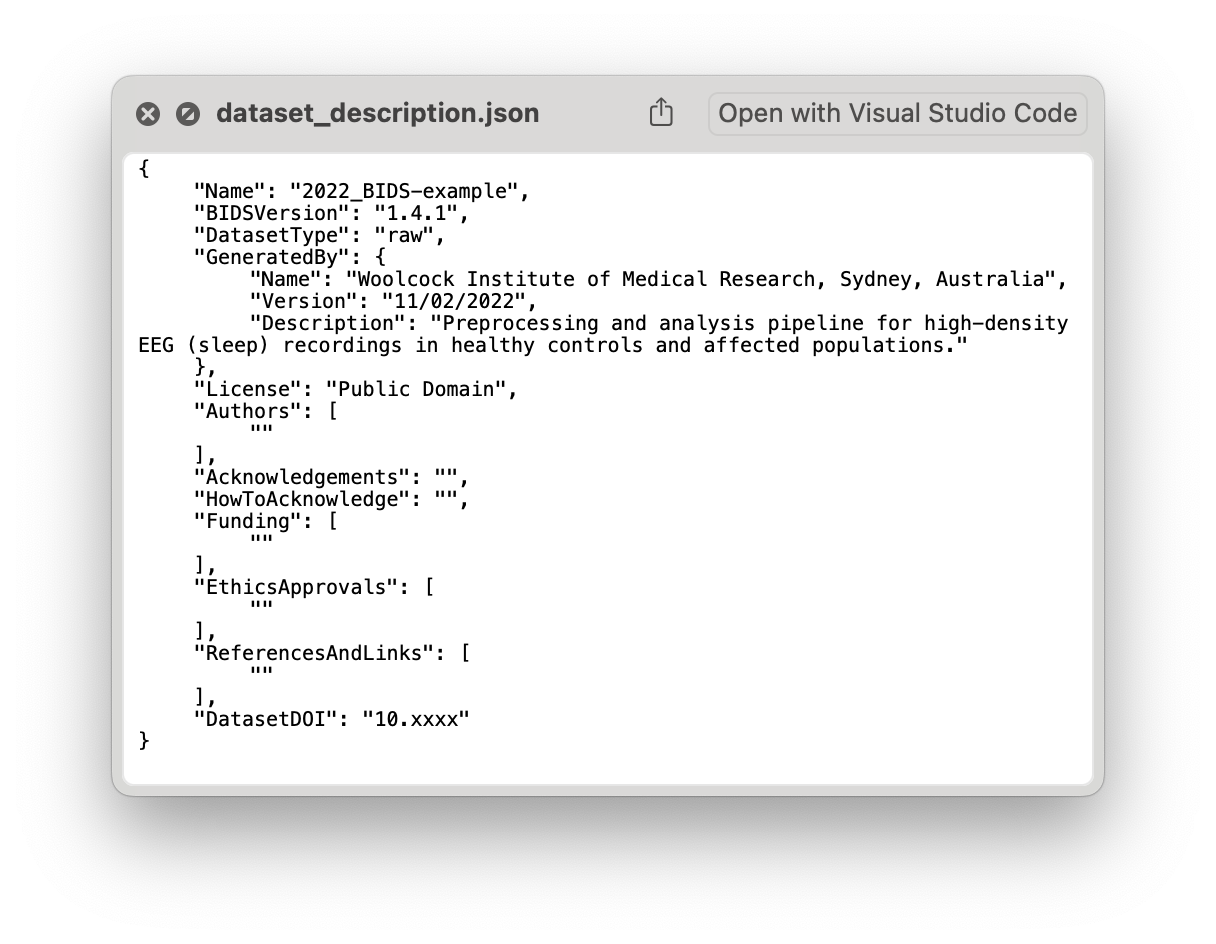 dataset_description.json
Open with Visual Studio Code
{
"Name": "2022_BIDS-example",
"BIDSVersion": "1.4.1",
"DatasetType": "raw",
"GeneratedBy": {
"Name": "Woolcock Institute of Medical Research, Sydney, Australia",
"Version": "11/02/2022",
"Description": "Preprocessing and analysis pipeline for high-density
EEG (sleep) recordings in healthy controls and affected populations."
},
"License": "Public Domain",
"Authors": [
""
],
"Acknowledgements": "",
"HowToAcknowledge": "",
"Funding": [
""
],
"EthicsApprovals": [
""
],
"ReferencesAndLinks": [
""
],
"DatasetDOI": "10.xxxx"
}